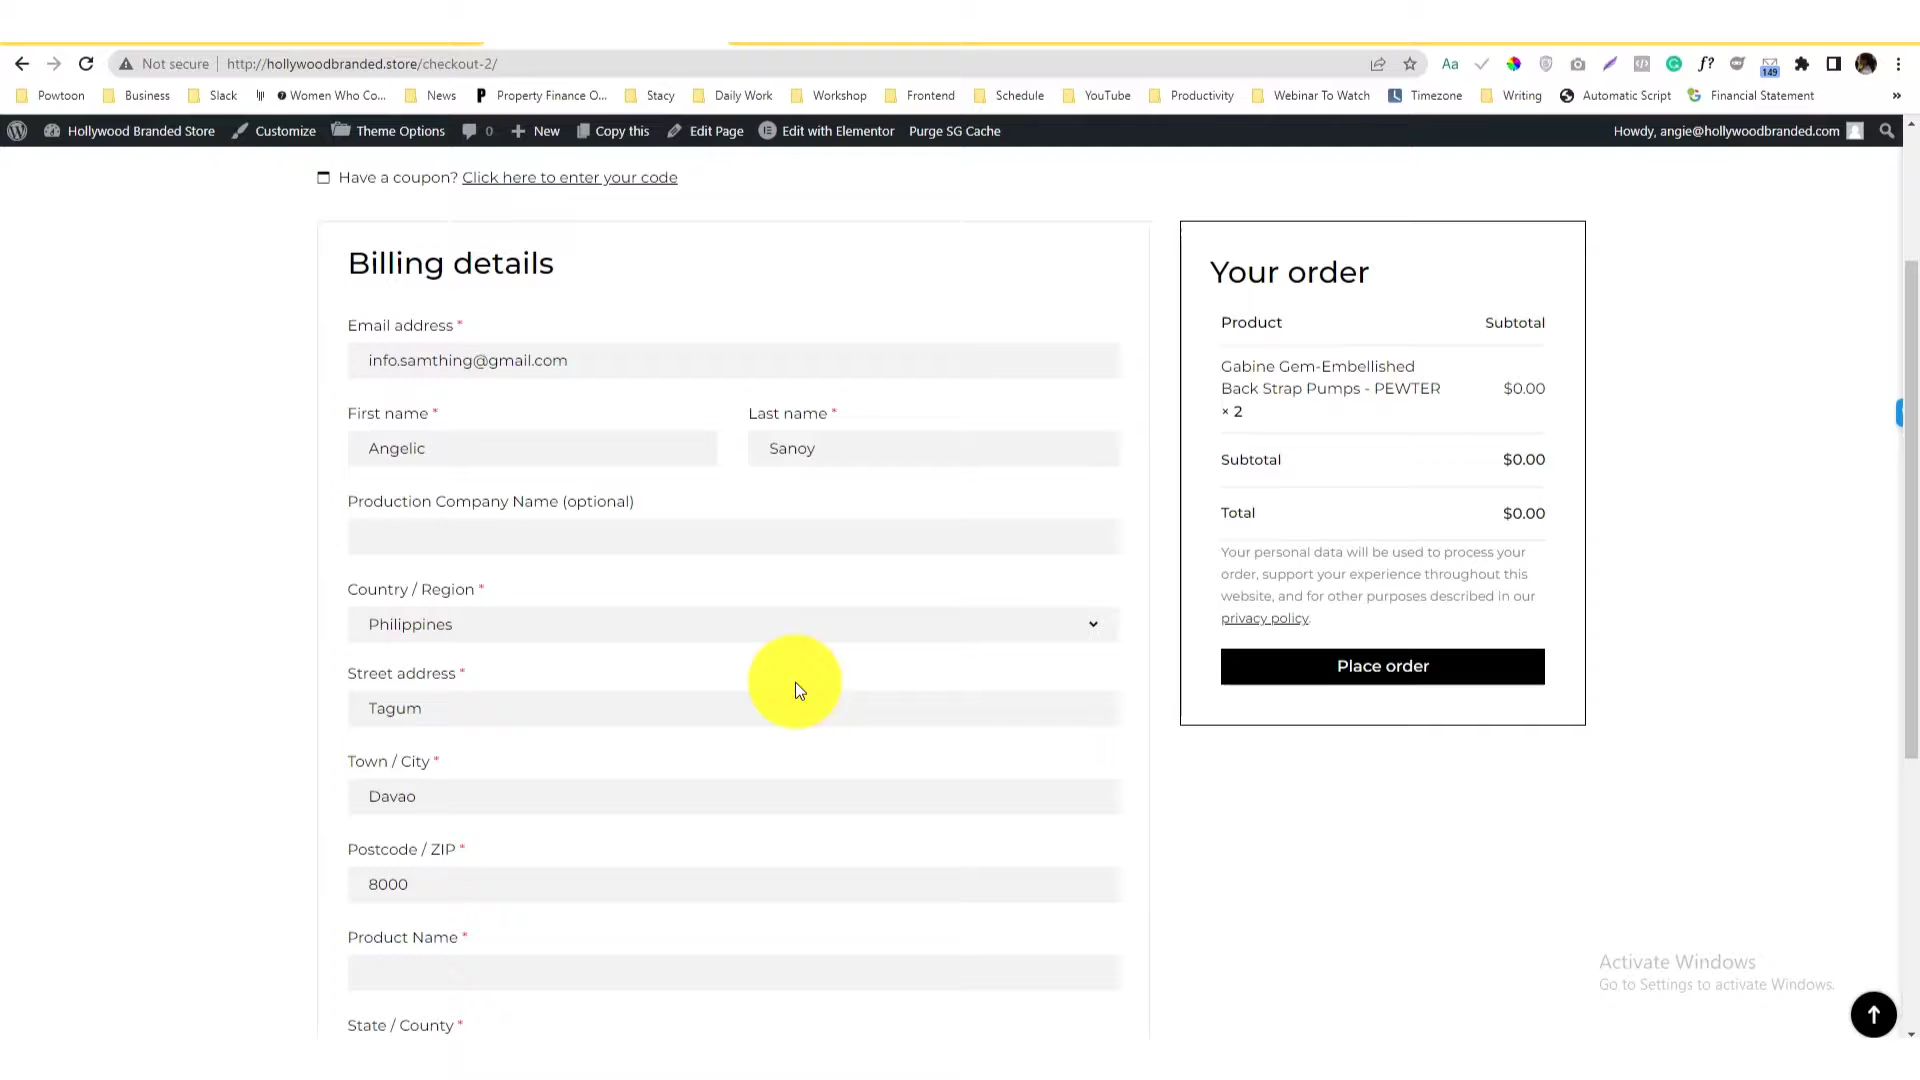 Not secure http://hollywoodbranded.store/checkout-2/
Aa f? 149
Powtoon Business Slack Women Who Co... News Property Finance O... Stacy Daily Work Workshop Frontend Schedule YouTube Productivity Webinar To Watch Timezone Writing Automatic Script Financial Statement »
Hollywood Branded Store Customize Theme Options 0 New Copy this Edit Page Edit with Elementor Purge SG Cache Howdy, angie@hollywoodbranded.com
Have a coupon? Click here to enter your code
Billing details
Email address *
info.samthing@gmail.com
First name * Last name *
Angelic Sanoy
Production Company Name (optional)
Country / Region *
Philippines
Street address *
Tagum
Town / City *
Davao
Postcode / ZIP *
8000
Product Name *
State / County *
Your order
Product Subtotal
Gabine Gem-Embellished
Back Strap Pumps - PEWTER $0.00
× 2
Subtotal $0.00
Total $0.00
Your personal data will be used to process your
order, support your experience throughout this
website, and for other purposes described in our
privacy policy.
Place order
Activate Windows
Go to Settings to activate Windows.